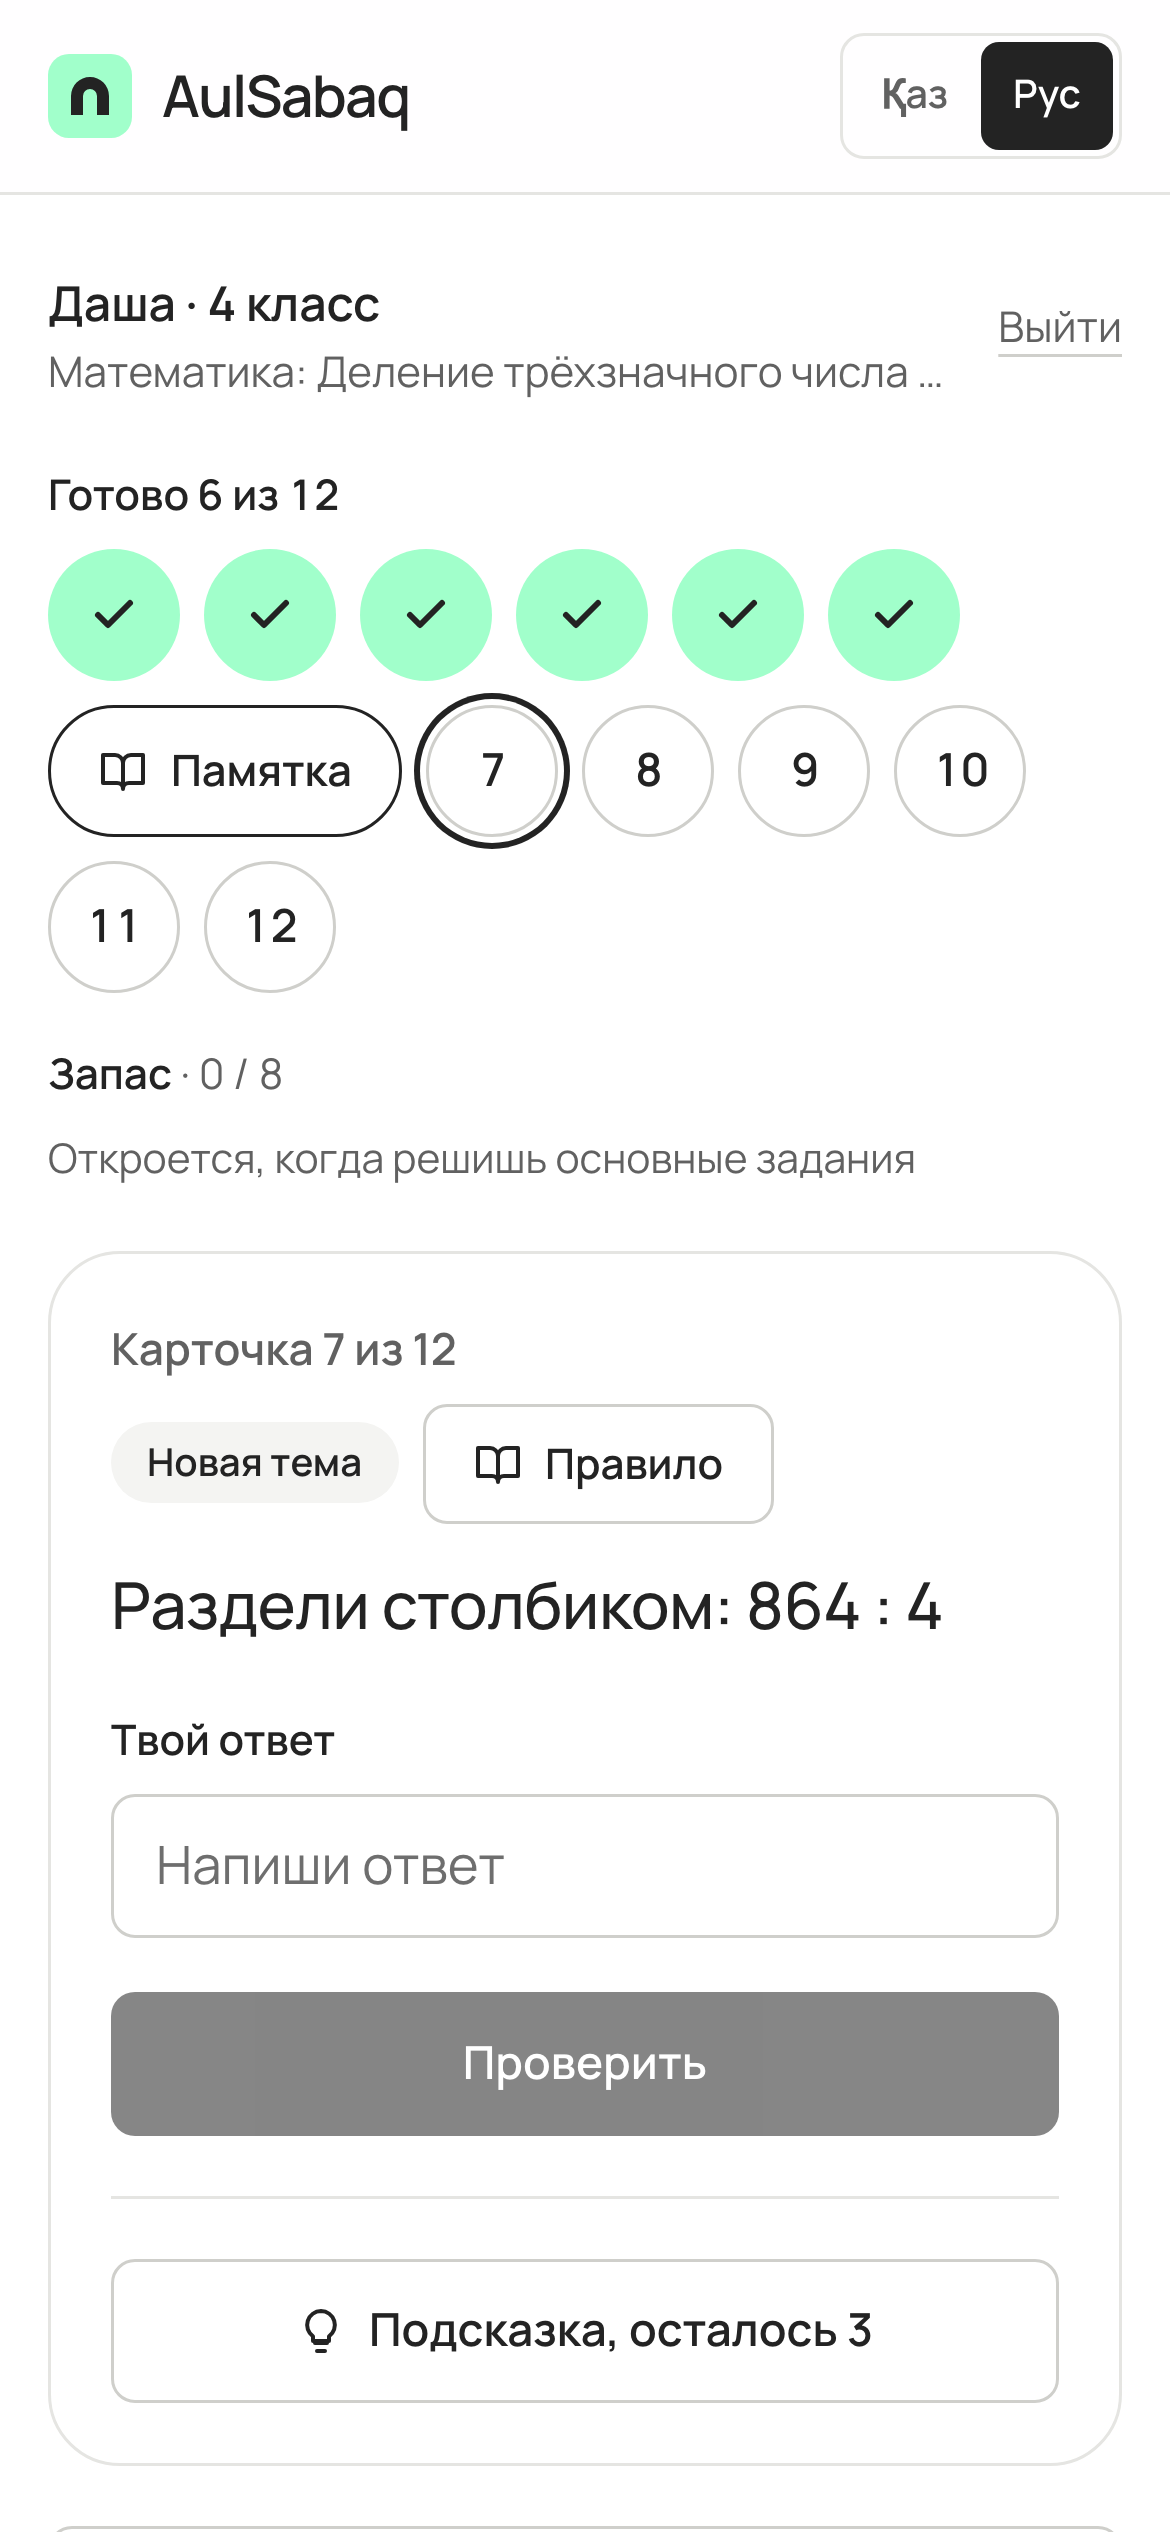 AulSabaq
Қаз Рус
Даша · 4 класс
Выйти
Математика: Деление трёхзначного числа ...
Готово 6 из 12
Памятка 7 8 9 10
11 12
Запас · 0 / 8
Откроется, когда решишь основные задания
Карточка 7 из 12
Новая тема Правило
Раздели столбиком: 864 : 4
Твой ответ
Напиши ответ
Проверить
Подсказка, осталось 3